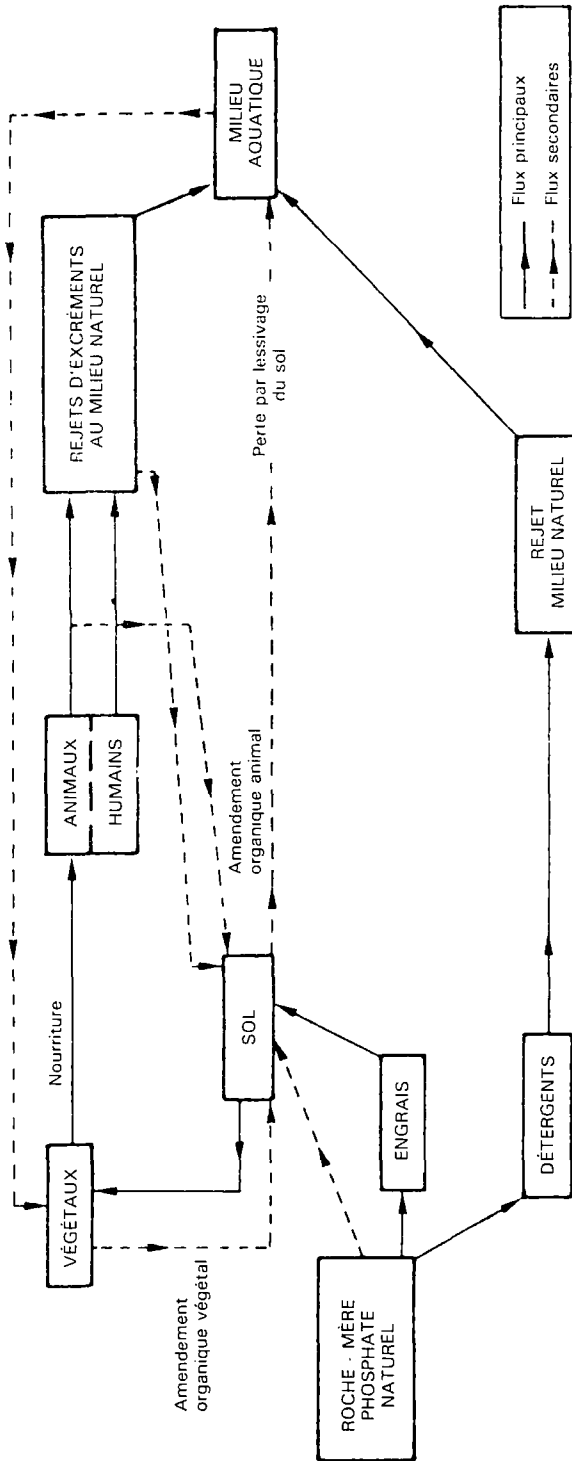 VÉGÉTAUX
Nourriture
ANIMAUX
HUMAINS
REJETS D'EXCRÉMENTS
AU MILIEU NATUREL
MILIEU
AQUATIQUE
Amendement
organique végétal
SOL
Amendement
organique animal
Perte par lessivage
du sol
ROCHE - MÈRE
PHOSPHATE
NATUREL
ENGRAIS
DÉTERGENTS
REJET
MILIEU NATUREL
Flux principaux
Flux secondaires